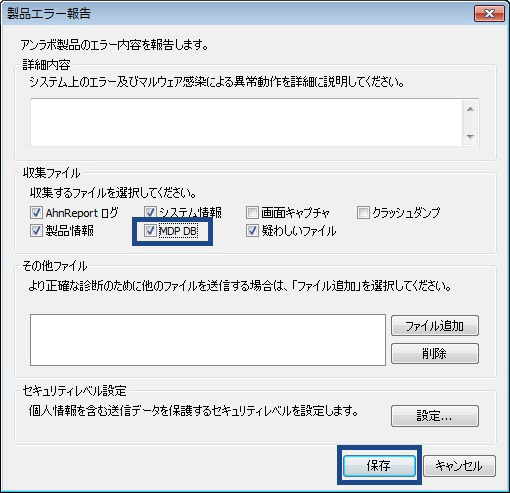 製品エラー報告
アンラボ製品のエラー内容を報告します。
詳細内容
システム上のエラー及びマルウェア感染による異常動作を詳細に説明してください。
収集ファイル
収集するファイルを選択してください。
AhnReport ログ システム情報 画面キャプチャ クラッシュダンプ
製品情報 MDP DB 疑わしいファイル
その他ファイル
より正確な診断のために他のファイルを送信する場合は、「ファイル追加」を選択してください。
ファイル追加
削除
セキュリティレベル設定
個人情報を含む送信データを保護するセキュリティレベルを設定します。
設定...
保存 キャンセル